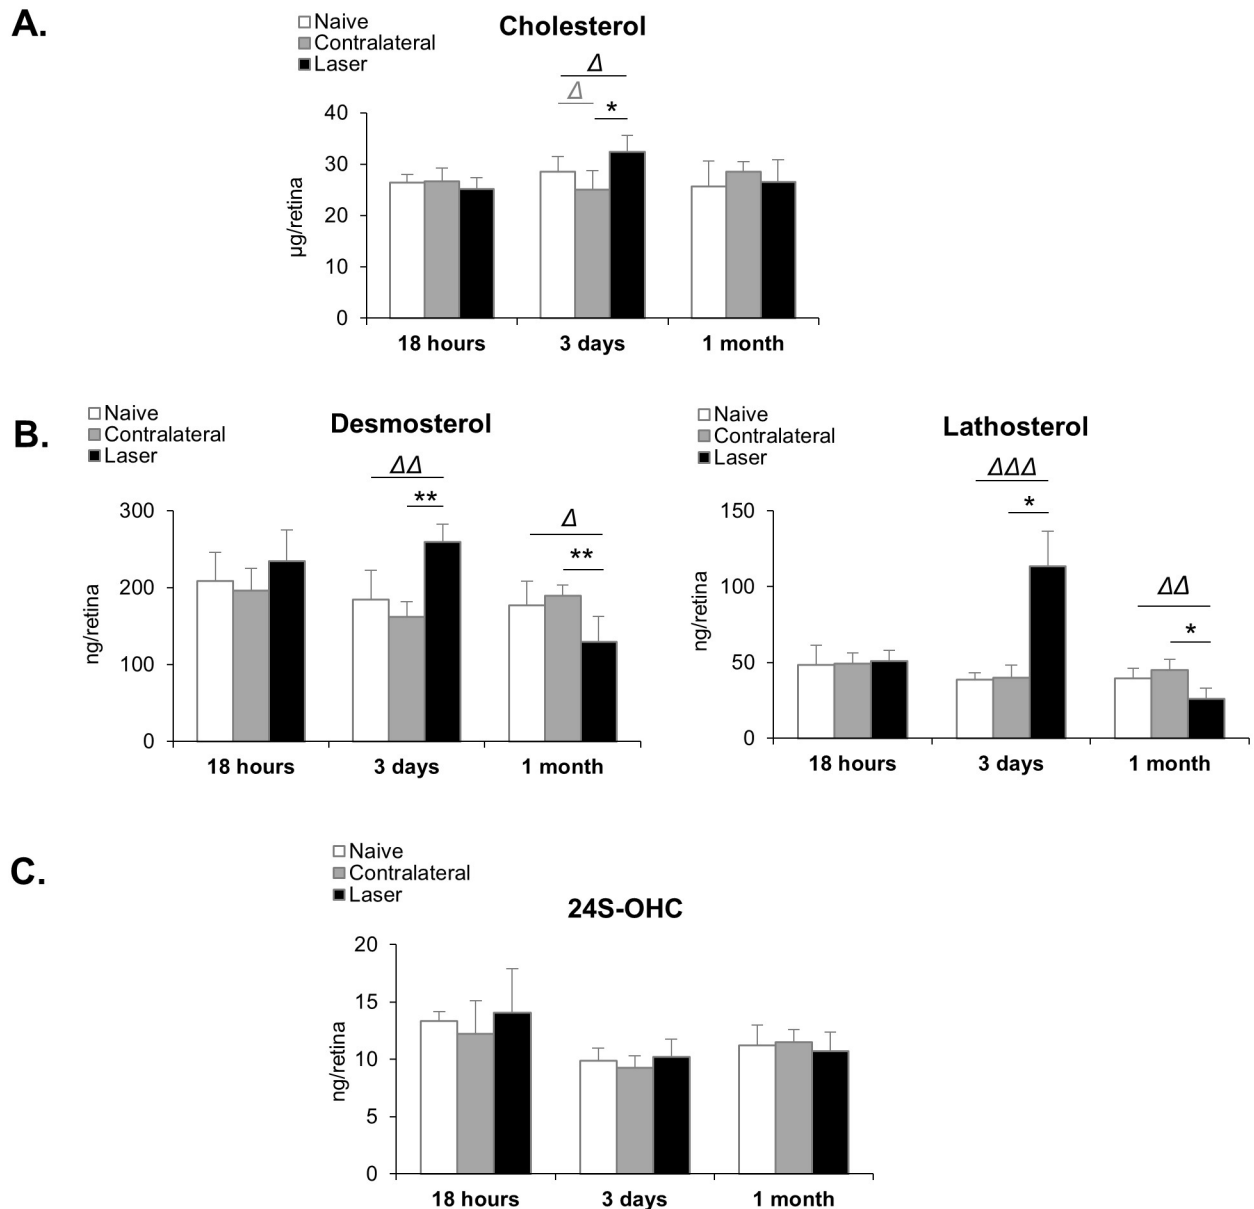 A.
Naive
Contralateral
Laser
Cholesterol
Δ
Δ
*
40
30
20
10
0
µg/retina
18 hours
3 days
1 month
B.
Naive
Contralateral
Laser
Desmosterol
ΔΔ
**
Δ
**
300
200
100
0
ng/retina
18 hours
3 days
1 month
Naive
Contralateral
Laser
Lathosterol
ΔΔΔ
*
ΔΔ
*
150
100
50
0
ng/retina
18 hours
3 days
1 month
C.
Naive
Contralateral
Laser
24S-OHC
20
15
10
5
0
ng/retina
18 hours
3 days
1 month